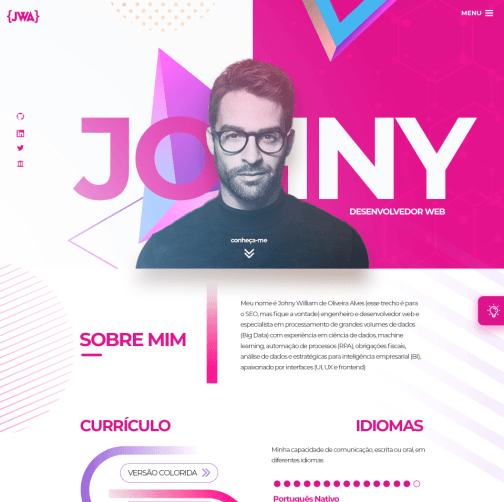 {JWA}
MENU
JOHNY
DESENVOLVEDOR WEB
conheça-me
SOBRE MIM
Meu nome é Johny William de Oliveira Alves (esse trecho é para
o SEO, mas fique a vontade) engenheiro e desenvolvedor web e
especialista em processamento de grandes volumes de dados
(Big Data) com experiência em ciência de dados, machine
learning, automação de processos (RPA), obrigações fiscais,
análise de dados e estratégias para inteligência empresarial (BI),
apaixonado por interfaces (UI, UX e frontend)
CURRÍCULO
VERSÃO COLORIDA
IDIOMAS
Minha capacidade de comunicação, escrita ou oral, em
diferentes idiomas
Português Nativo